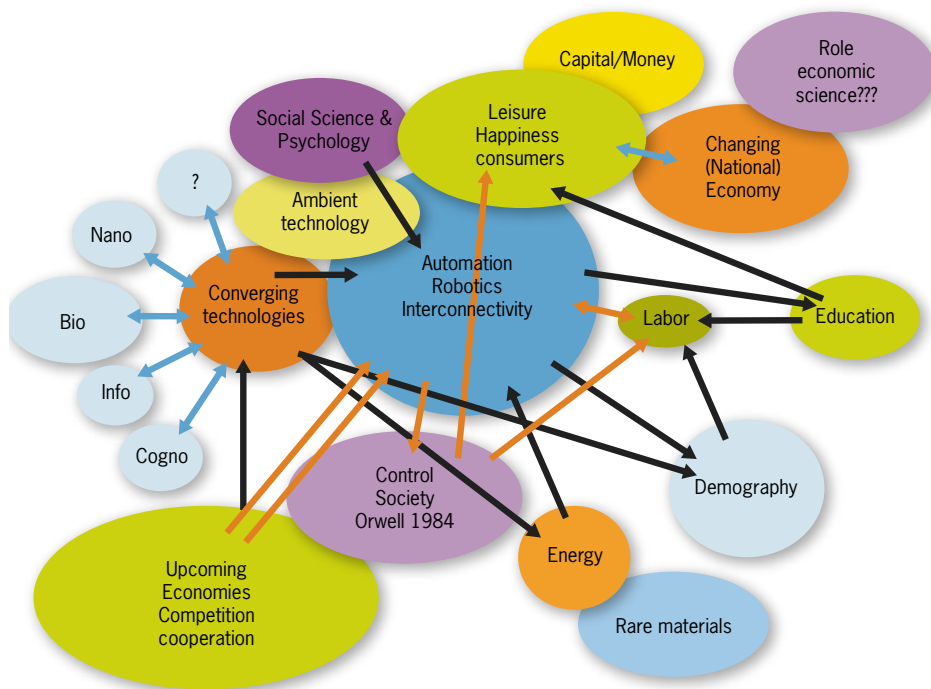 Capital/Money
Role
economic
science???
Social Science &
Psychology
Leisure
Happiness
consumers
Changing
(National)
Economy
?
Ambient
technology
Nano
Automation
Robotics
Interconnectivity
Converging
technologies
Bio
Labor
Education
Info
Cogno
Control
Society
Orwell 1984
Demography
Energy
Upcoming
Economies
Competition
cooperation
Rare materials